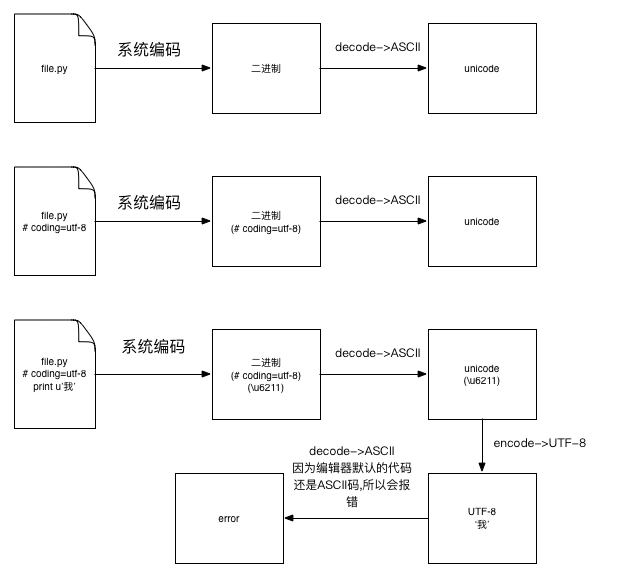 file.py
系统编码
二进制
decode->ASCII
unicode
file.py
# coding=utf-8
系统编码
二进制
(# coding=utf-8)
decode->ASCII
unicode
file.py
# coding=utf-8
print u'我'
系统编码
二进制
(# coding=utf-8)
(\u6211)
decode->ASCII
unicode
(\u6211)
encode->UTF-8
UTF-8
'我'
decode->ASCII
因为编辑器默认的代码
还是ASCII码,所以会报
错
error